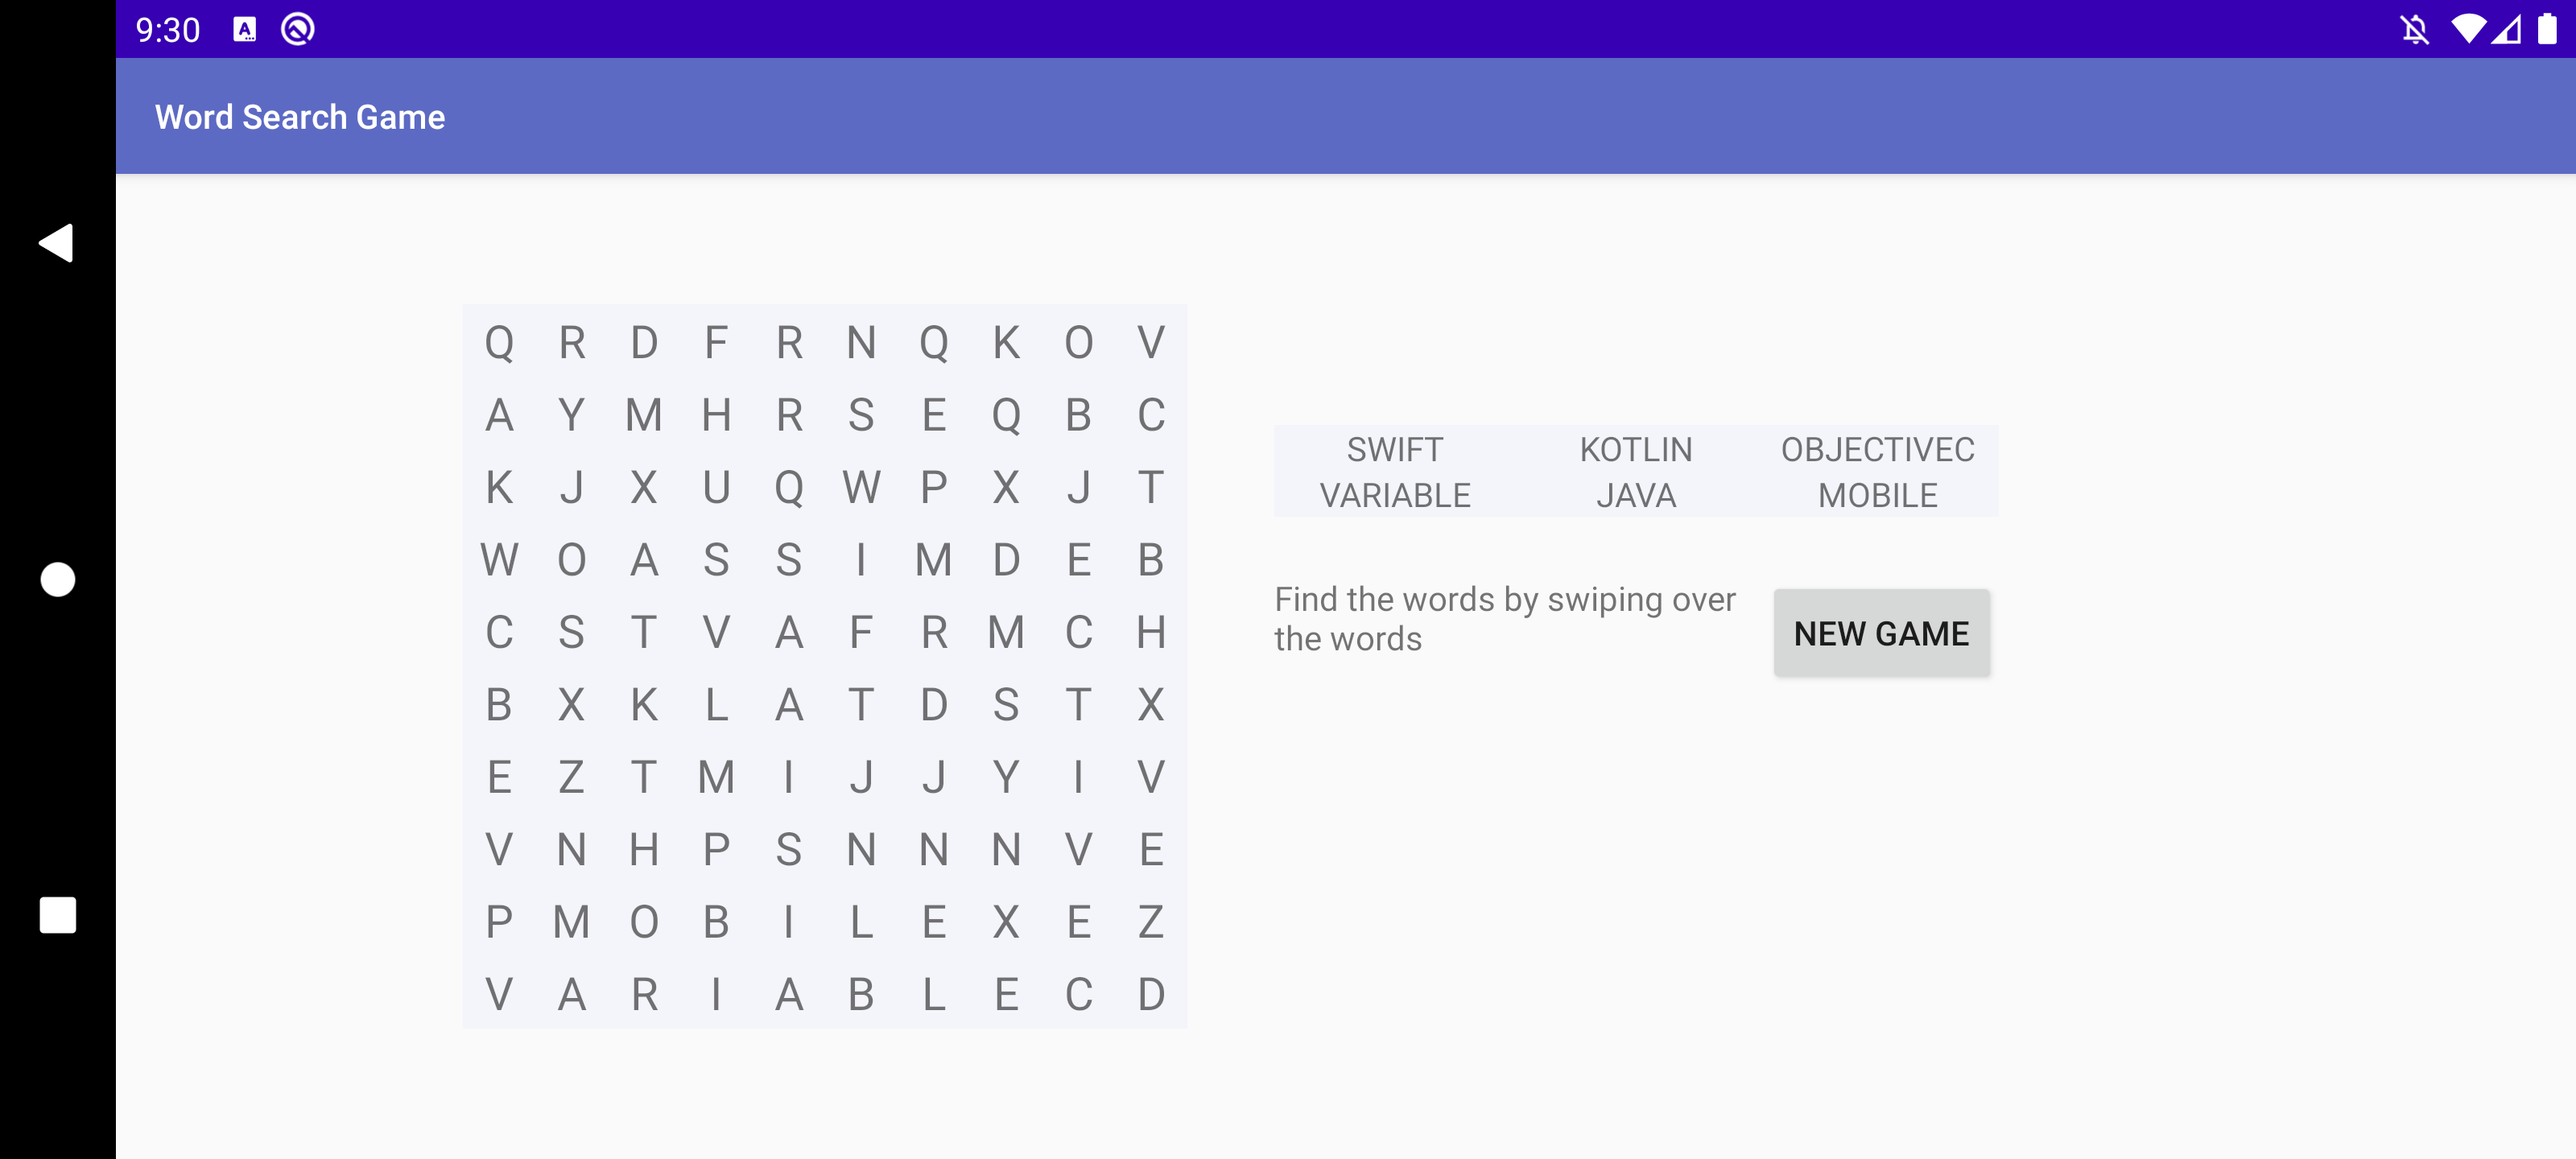 9:30
Word Search Game
Q R D F R N Q K O V
A Y M H R S E Q B C
K J X U Q W P X J T
W O A S S I M D E B
C S T V A F R M C H
B X K L A T D S T X
E Z T M I J J Y I V
V N H P S N N N V E
P M O B I L E X E Z
V A R I A B L E C D
SWIFT KOTLIN OBJECTIVEC
VARIABLE JAVA MOBILE
Find the words by swiping over
the words
NEW GAME